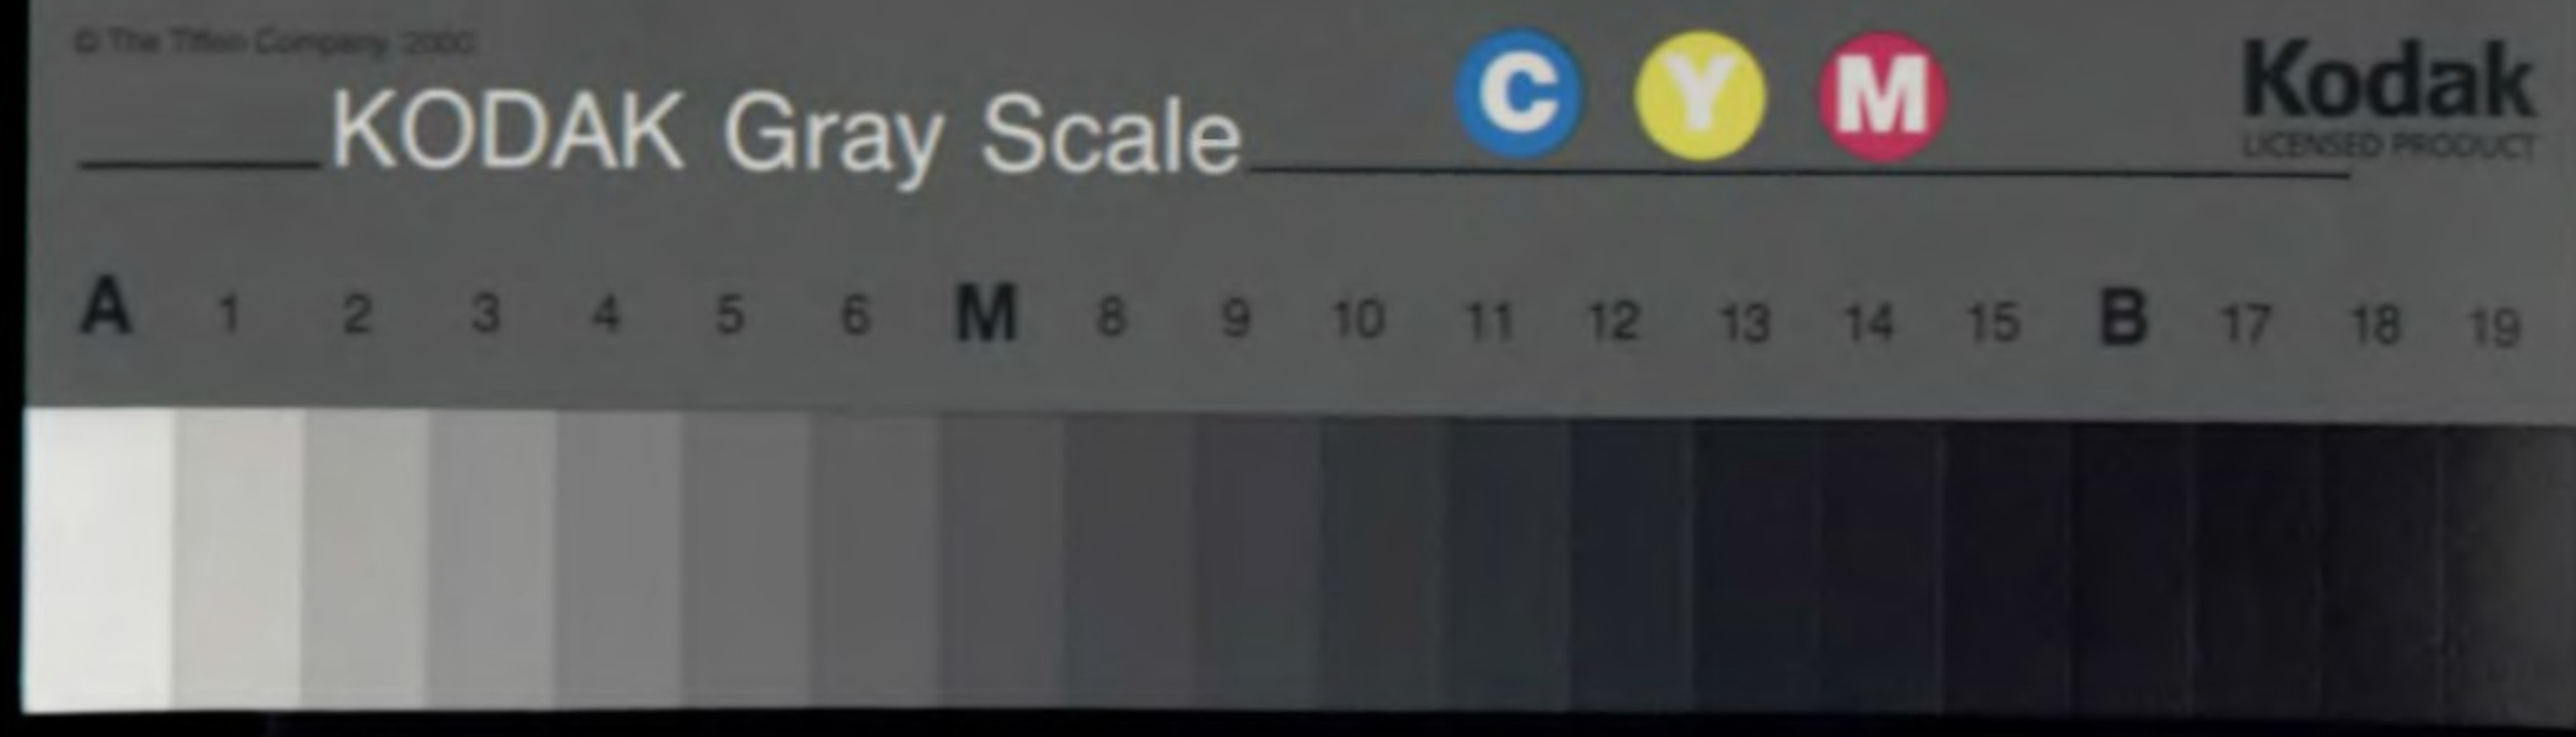 © The Tiffen Company, 2000
KODAK Gray Scale
C Y M
Kodak
LICENSED PRODUCT
A 1 2 3 4 5 6 M 8 9 10 11 12 13 14 15 B 17 18 19